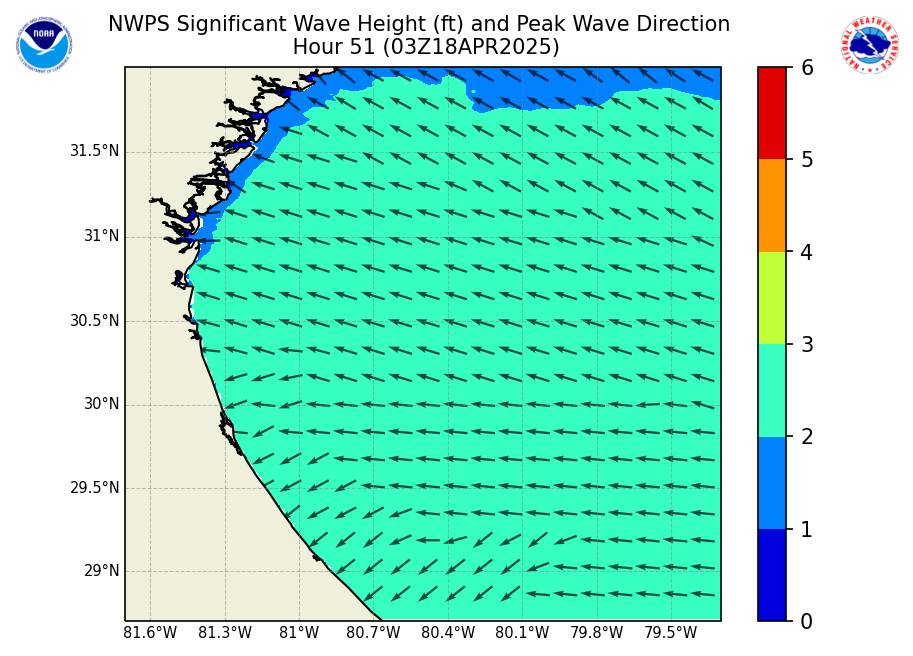 NWPS Significant Wave Height (ft) and Peak Wave Direction
Hour 51 (03Z18APR2025)
NOAA
NATIONAL WEATHER SERVICE
31.5°N
31°N
30.5°N
30°N
29.5°N
29°N
81.6°W 81.3°W 81°W 80.7°W 80.4°W 80.1°W 79.8°W 79.5°W
6
5
4
3
2
1
0